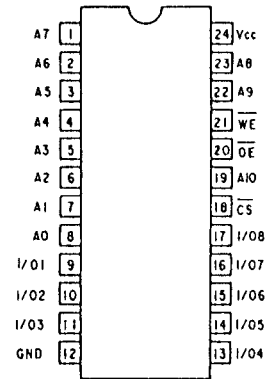 A7 1 24 Vcc
A6 2 23 A8
A5 3 22 A9
A4 4 21 WE
A3 5 20 OE
A2 6 19 A10
A1 7 18 CS
A0 8 17 I/O8
I/O1 9 16 I/O7
I/O2 10 15 I/O6
I/O3 11 14 I/O5
GND 12 13 I/O4